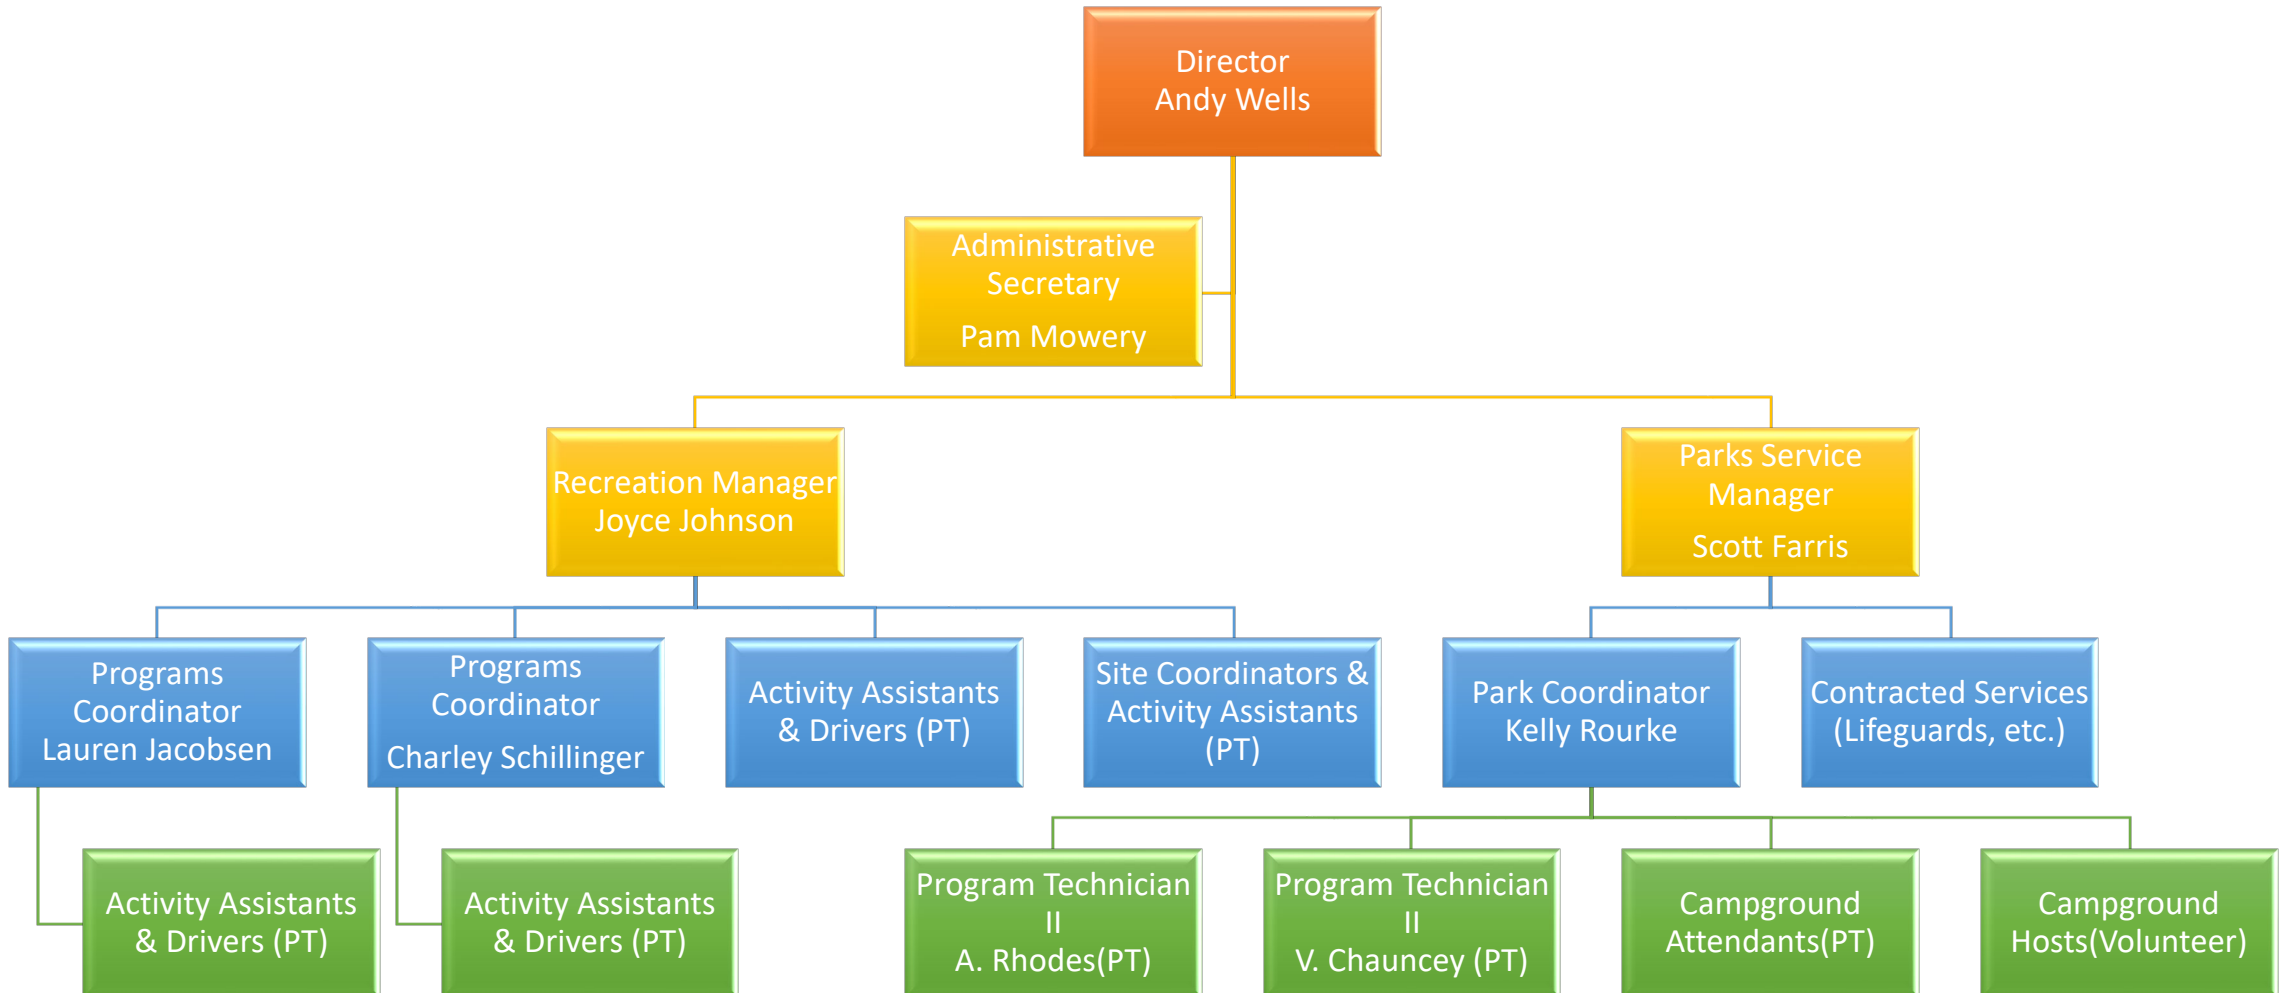 Director
Andy Wells
Administrative
Secretary
Pam Mowery
Recreation Manager
Joyce Johnson
Parks Service
Manager
Scott Farris
Programs
Coordinator
Lauren Jacobsen
Programs
Coordinator
Charley Schillinger
Activity Assistants
& Drivers (PT)
Site Coordinators &
Activity Assistants
(PT)
Park Coordinator
Kelly Rourke
Contracted Services
(Lifeguards, etc.)
Activity Assistants
& Drivers (PT)
Activity Assistants
& Drivers (PT)
Program Technician
II
A. Rhodes(PT)
Program Technician
II
V. Chauncey (PT)
Campground
Attendants(PT)
Campground
Hosts(Volunteer)